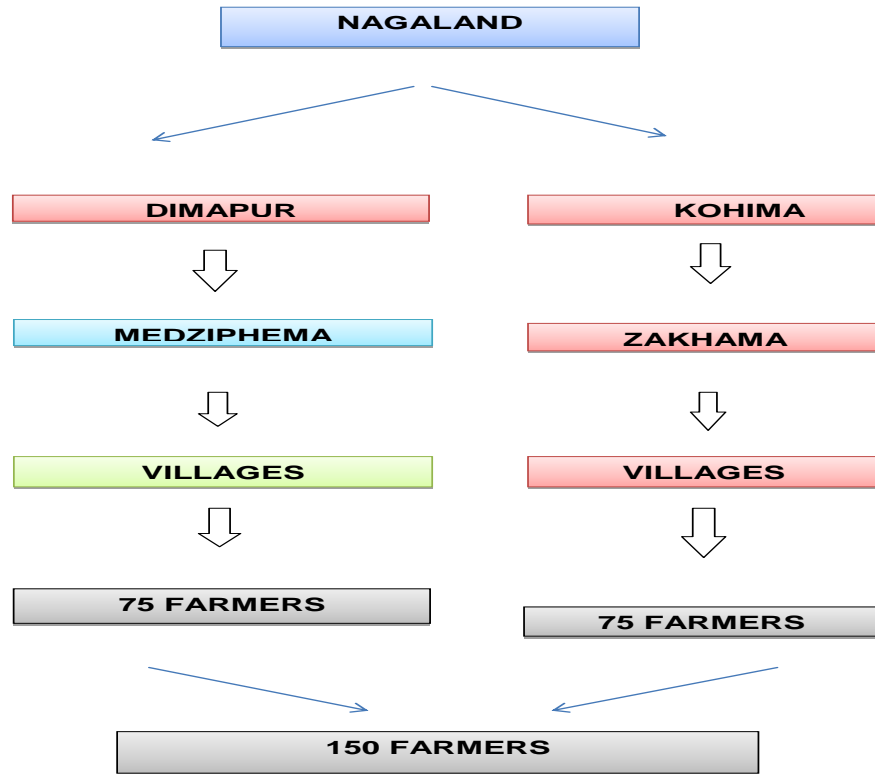 NAGALAND
DIMAPUR
KOHIMA
MEDZIPHEMA
ZAKHAMA
VILLAGES
VILLAGES
75 FARMERS
75 FARMERS
150 FARMERS